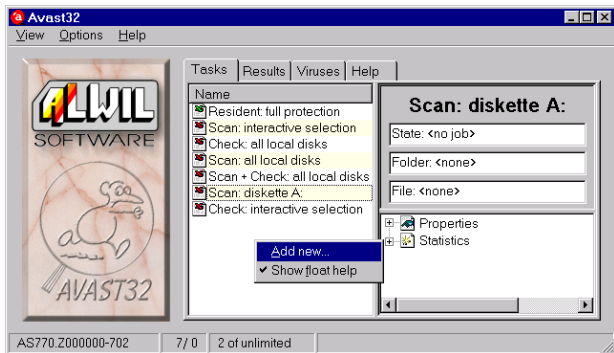 Avast32
View Options Help
ALWIL
SOFTWARE
AVAST32
Tasks Results Viruses Help
Name
Resident: full protection
Scan: interactive selection
Check: all local disks
Scan: all local disks
Scan + Check: all local disks
Scan: diskette A:
Check: interactive selection
Add new...
Show float help
Scan: diskette A:
State: <no job>
Folder: <none>
File: <none>
Properties
Statistics
AS770.Z000000-702 7/ 0 2 of unlimited